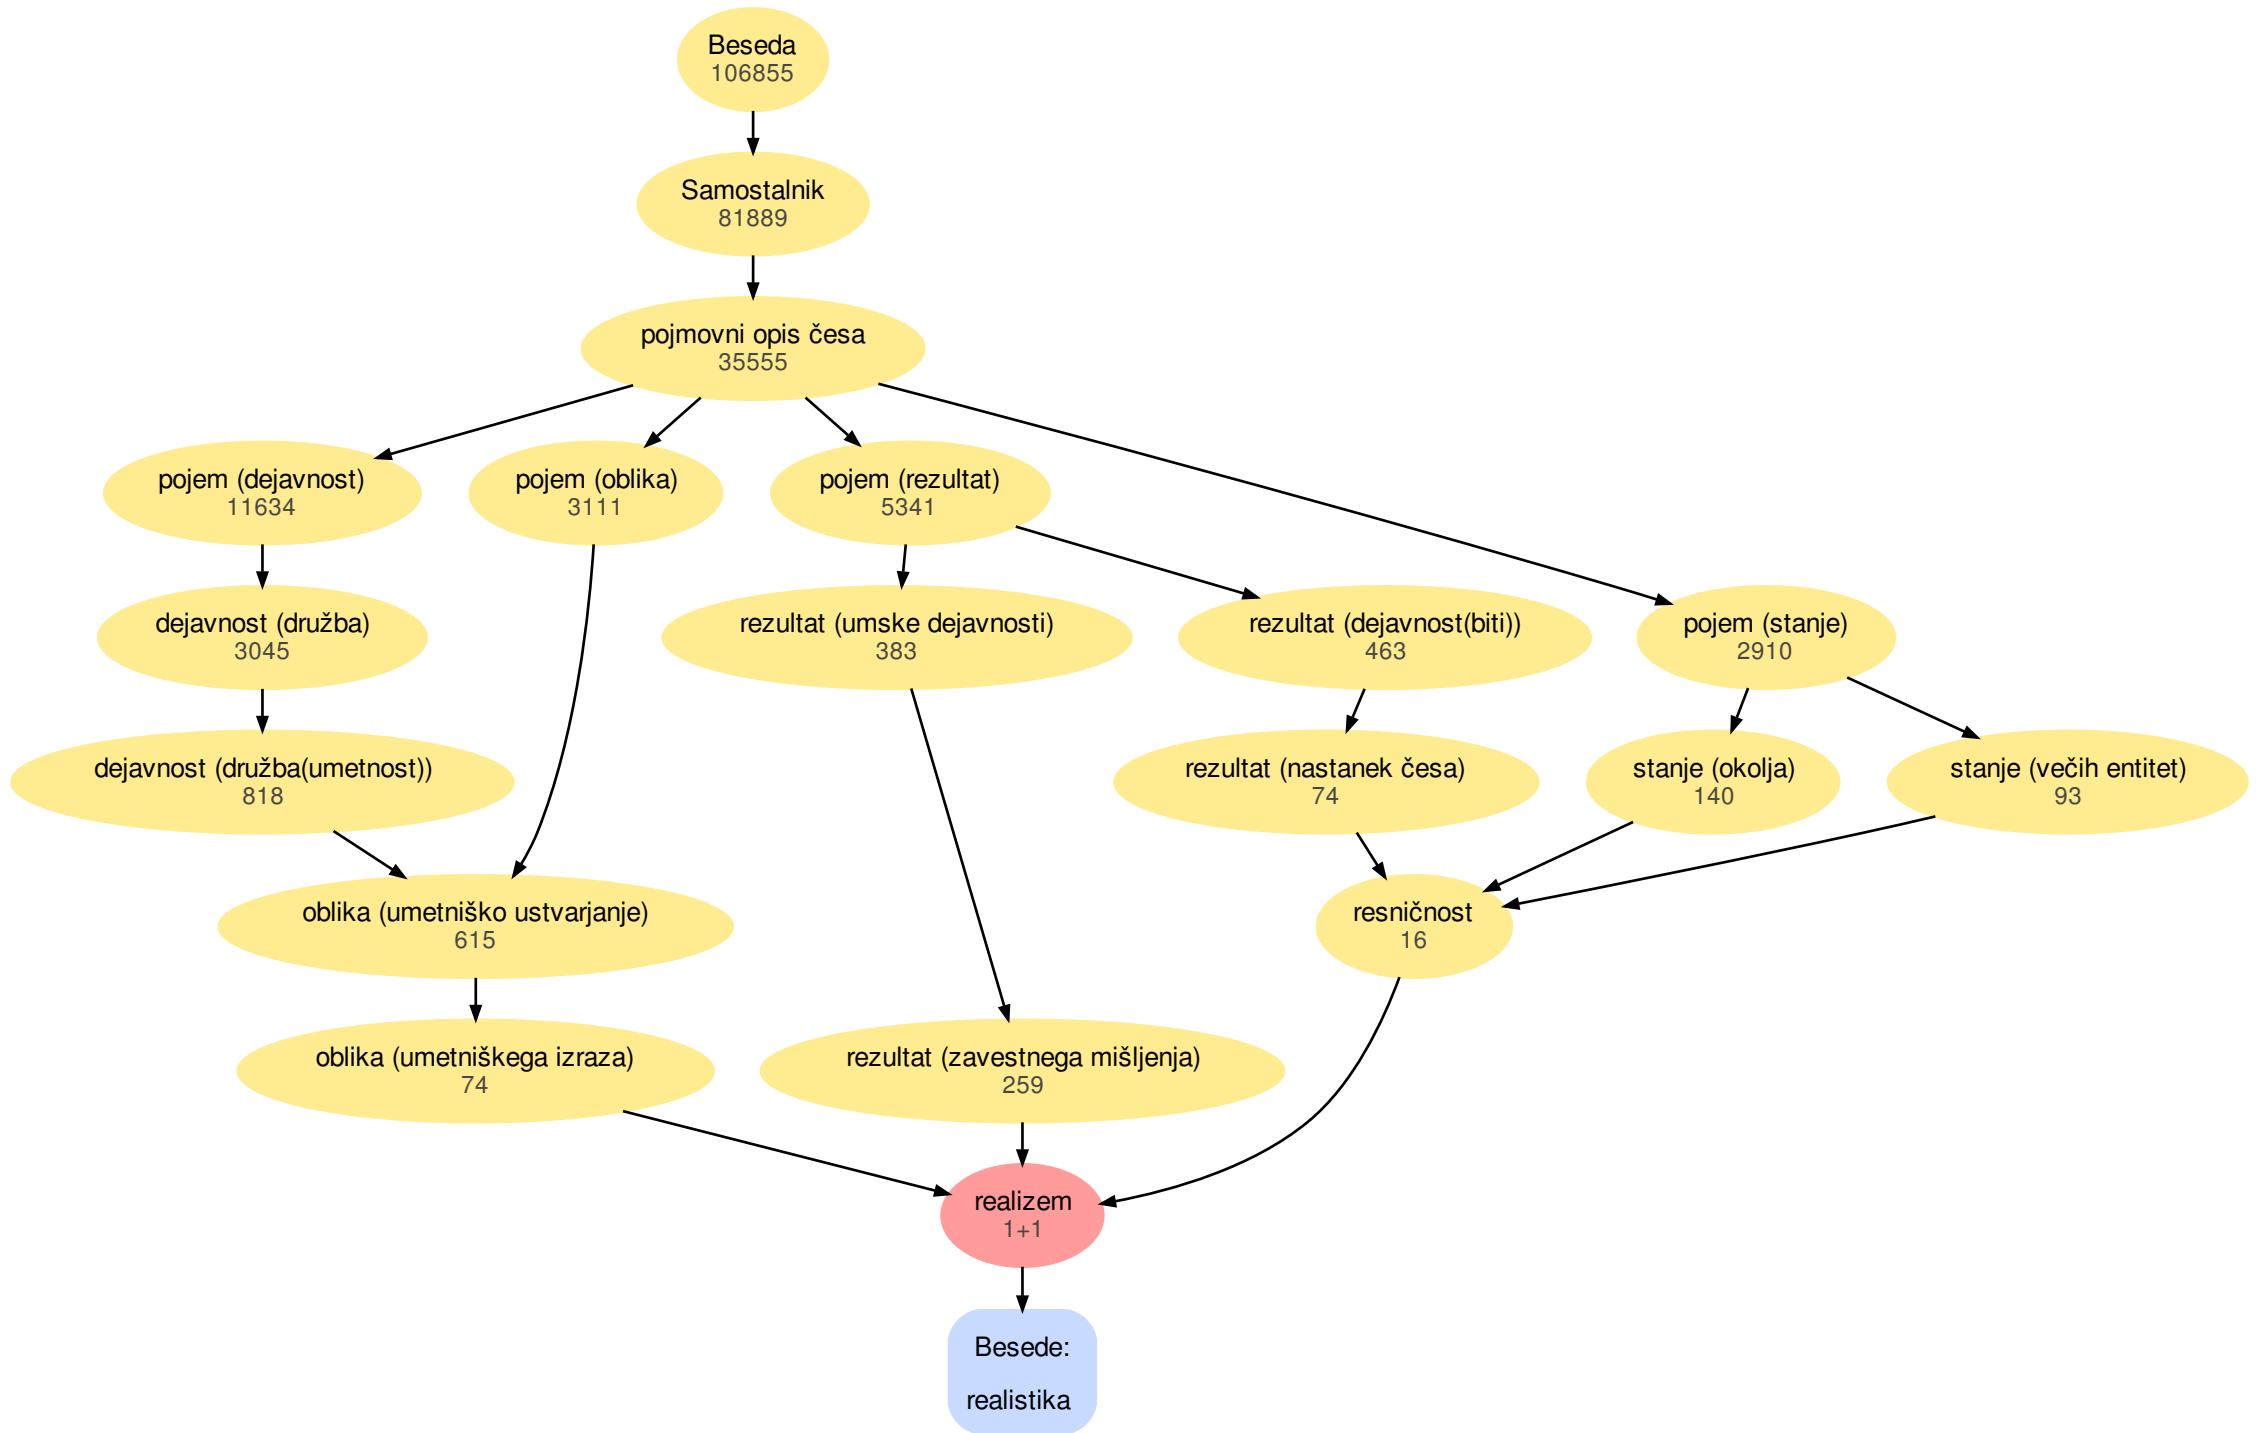 Beseda
106855
Samostalnik
81889
pojmovni opis česa
35555
pojem (dejavnost)
11634
pojem (oblika)
3111
pojem (rezultat)
5341
dejavnost (družba)
3045
rezultat (umske dejavnosti)
383
rezultat (dejavnost(biti))
463
pojem (stanje)
2910
dejavnost (družba(umetnost))
818
rezultat (nastanek česa)
74
stanje (okolja)
140
stanje (večih entitet)
93
oblika (umetniško ustvarjanje)
615
resničnost
16
oblika (umetniškega izraza)
74
rezultat (zavestnega mišljenja)
259
realizem
1+1
Besede:
realistika